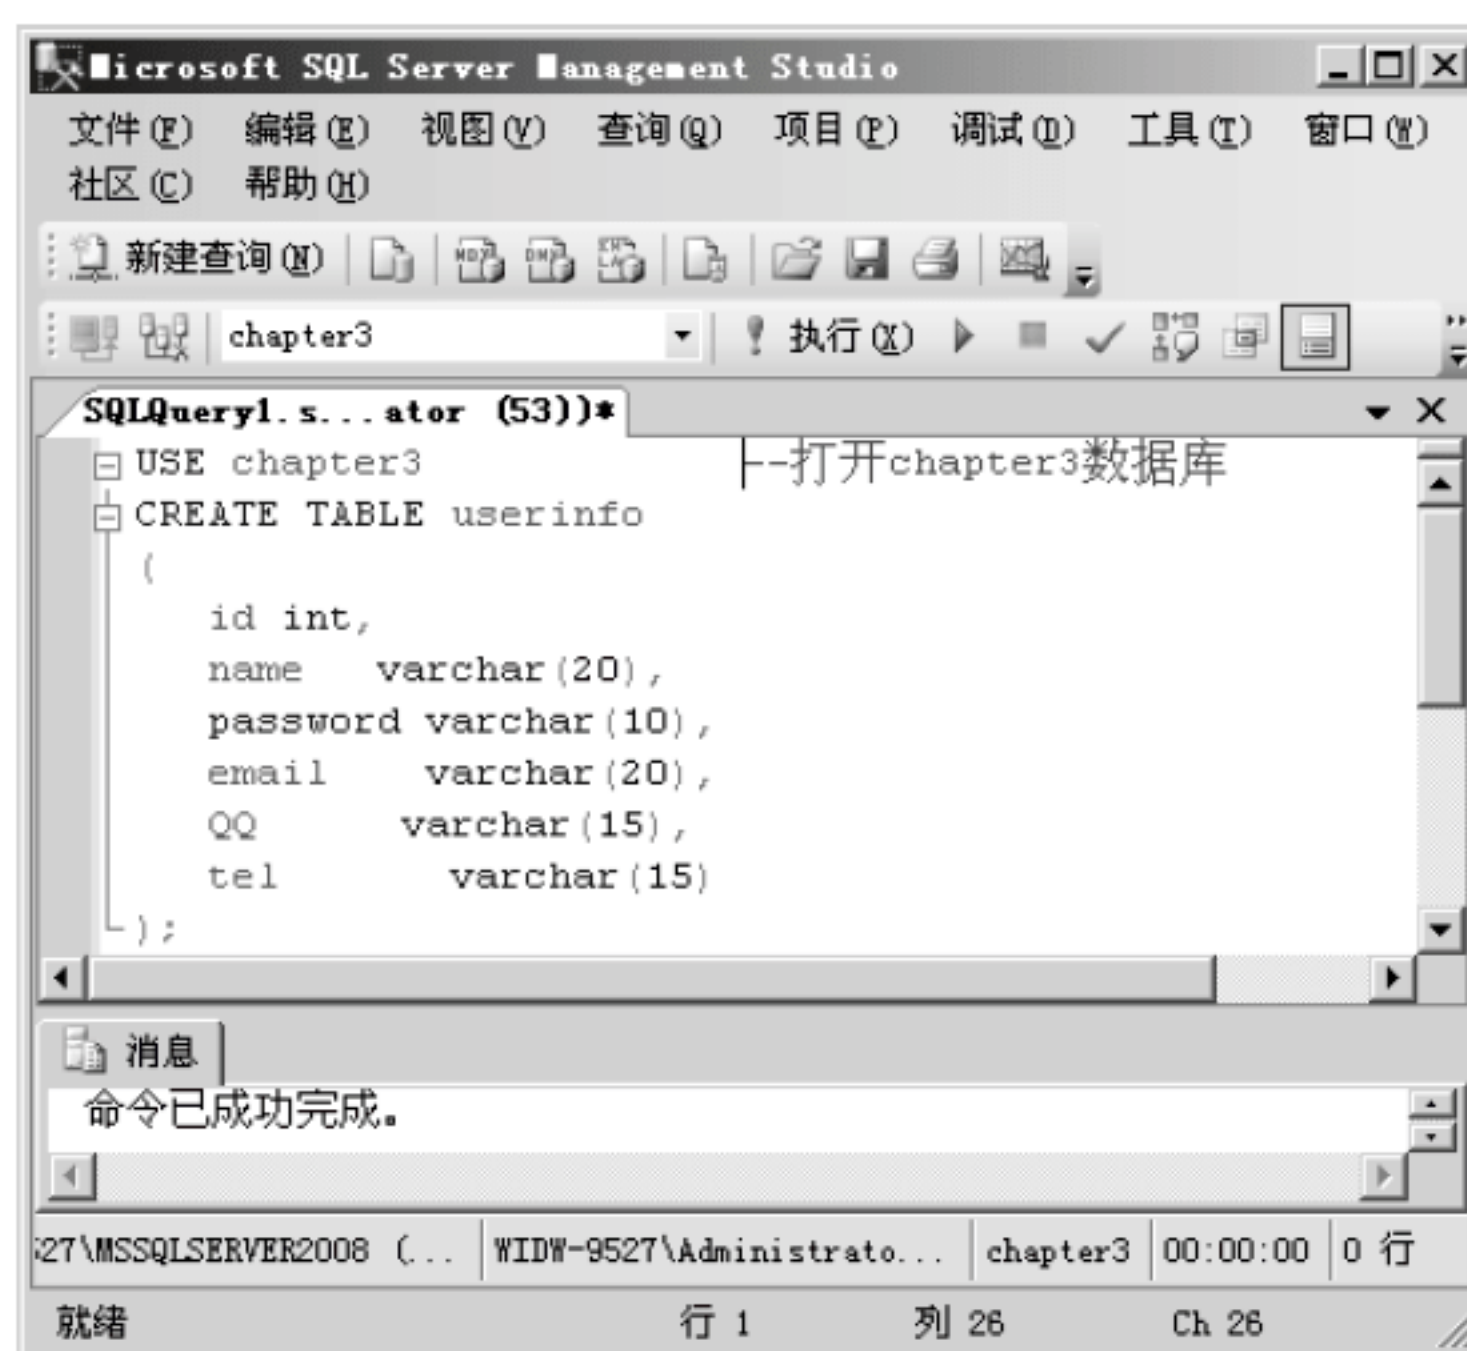 Microsoft SQL Server Management Studio
文件(F) 编辑(E) 视图(V) 查询(Q) 项目(P) 调试(D) 工具(T) 窗口(W)
社区(C) 帮助(H)
新建查询(N)
chapter3 执行(X)
SQLQuery1.s...ator (53))*
USE chapter3 --打开chapter3数据库
CREATE TABLE userinfo
(
id int,
name varchar(20),
password varchar(10),
email varchar(20),
QQ varchar(15),
tel varchar(15)
);
消息
命令已成功完成。
527\MSSQLSERVER2008 (... WIDW-9527\Administrato... chapter3 00:00:00 0 行
就绪 行 1 列 26 Ch 26